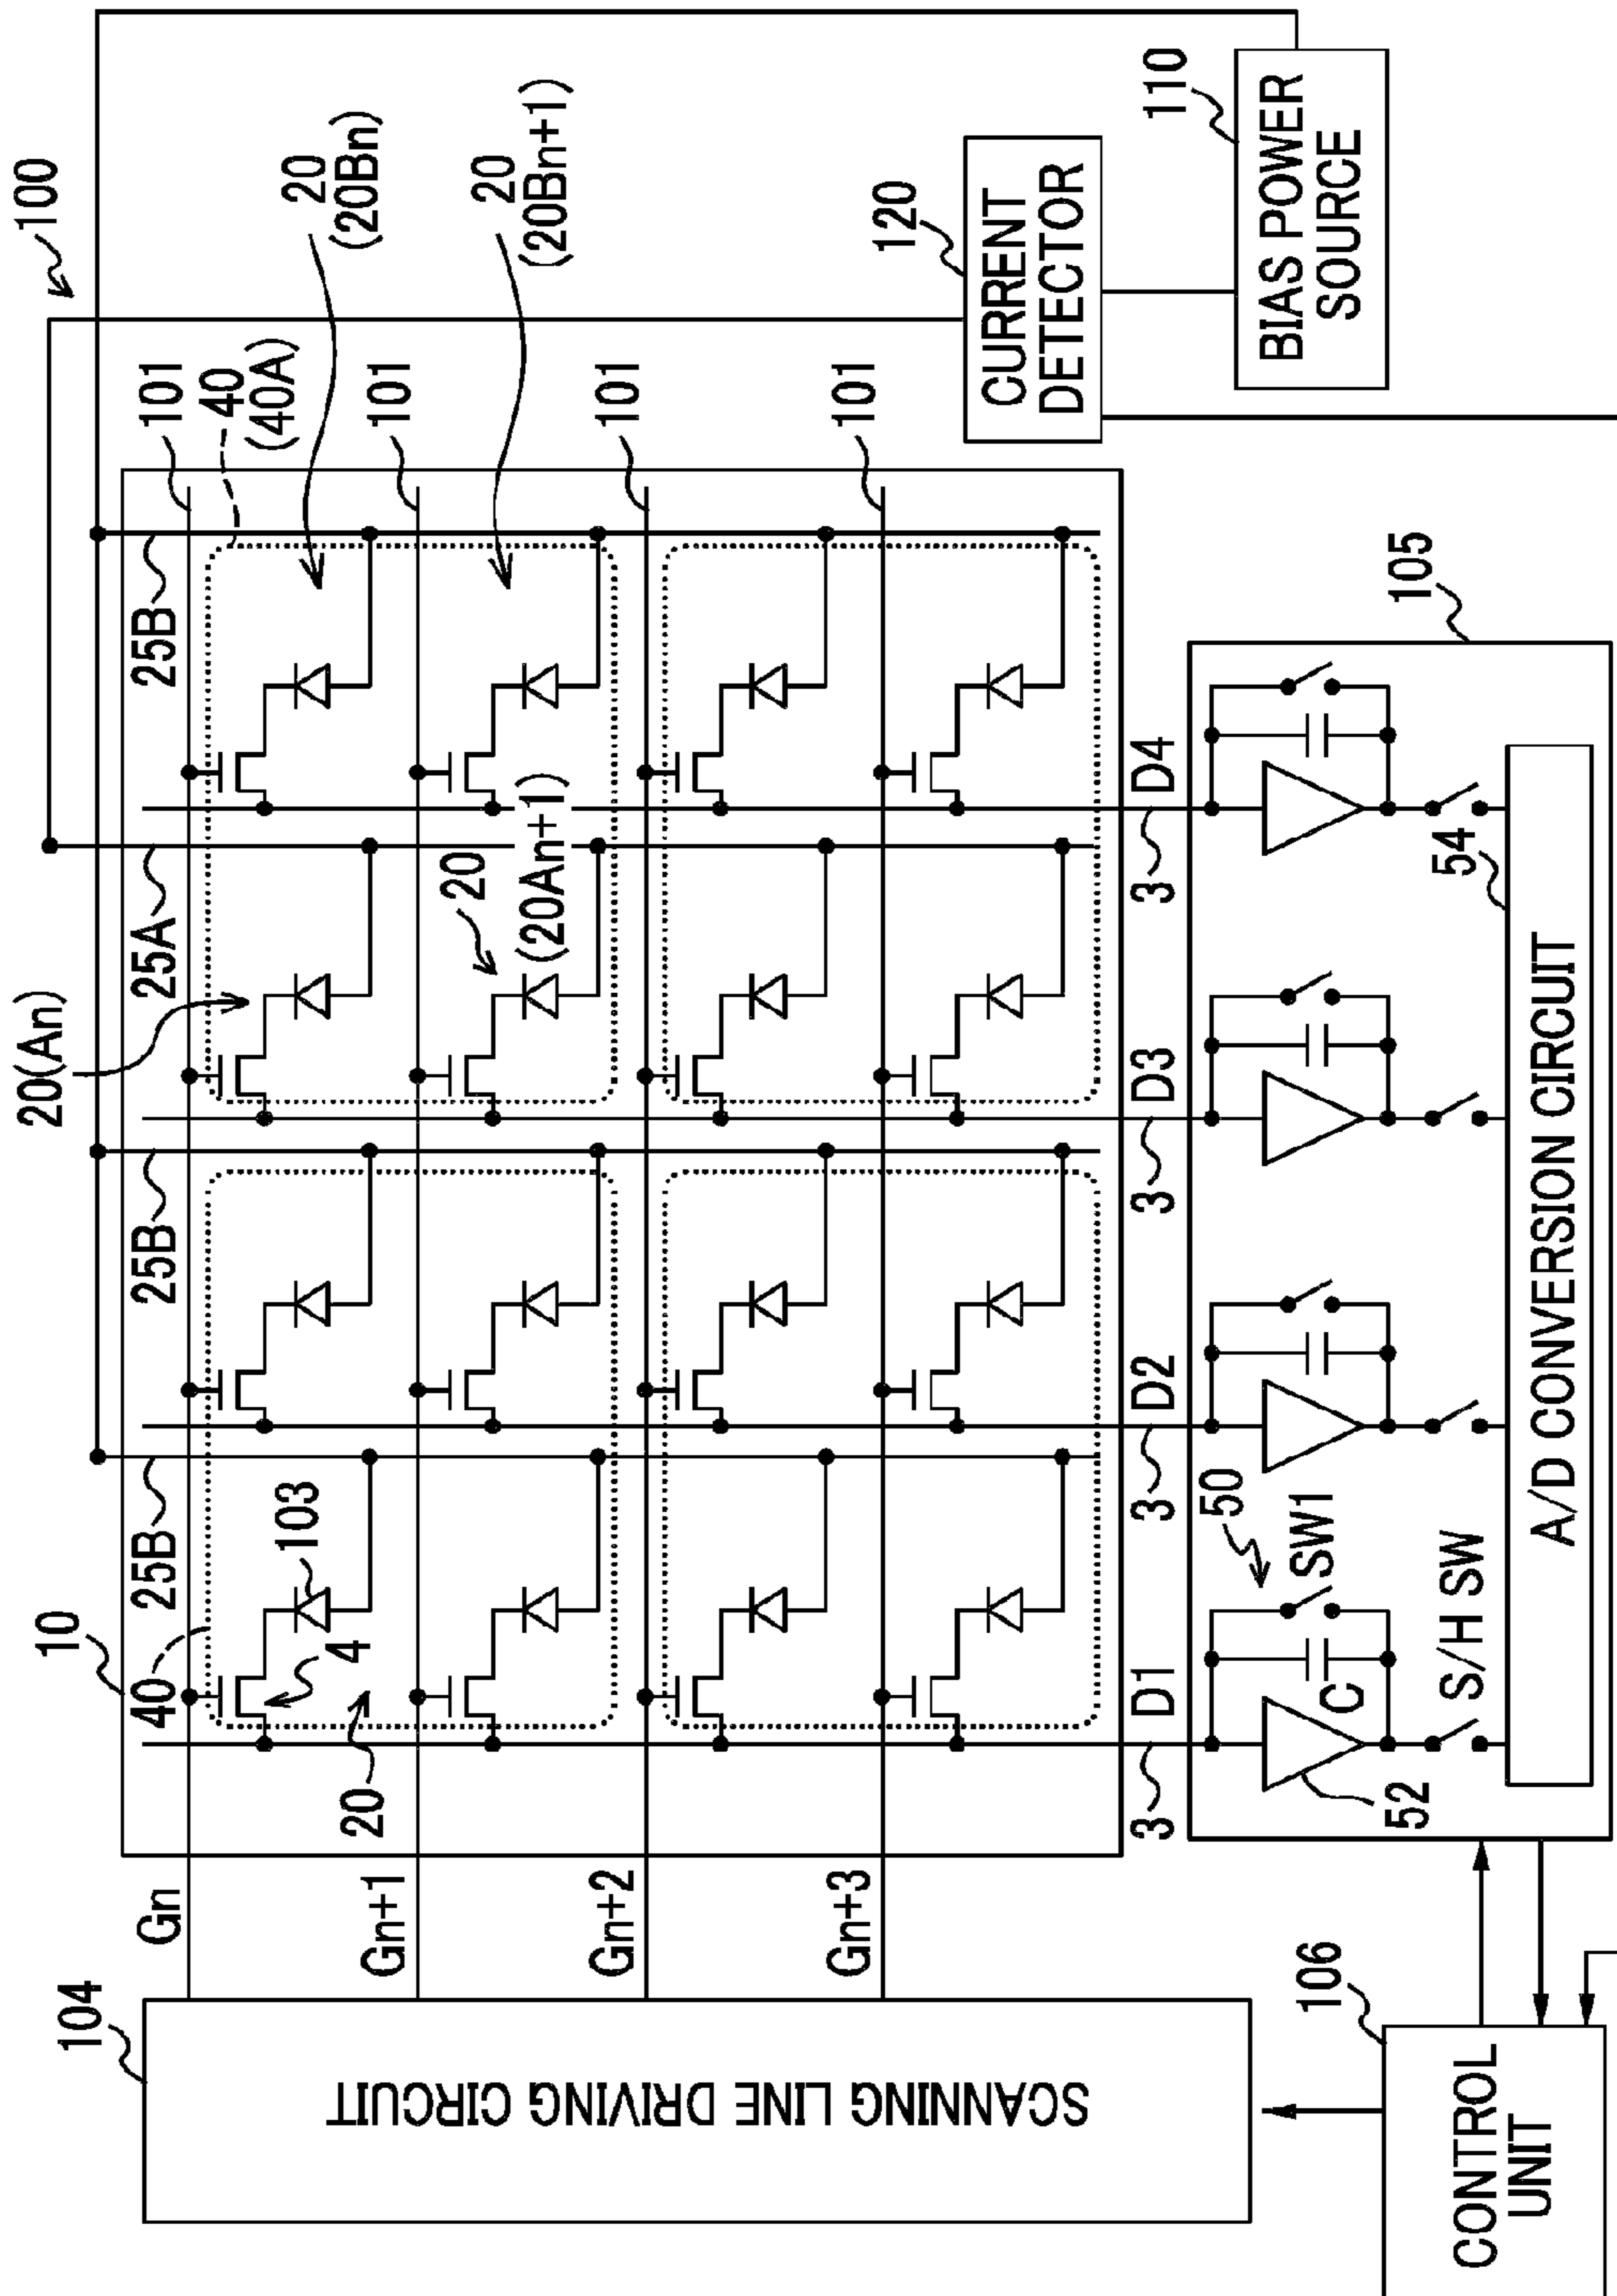 100
10
40
25B
25B
20(An)
25A
25B
101
40
(40A)
20
(20Bn)
101
20
(20Bn+1)
101
101
103
4
20
20
(20An+1)
Gn
Gn+1
Gn+2
Gn+3
104
SCANNING LINE DRIVING CIRCUIT
120
CURRENT
DETECTOR
110
BIAS POWER
SOURCE
3
D1
3
D2
3
D3
3
D4
105
50
SW1
C
52
S/H SW
54
A/D CONVERSION CIRCUIT
106
CONTROL
UNIT